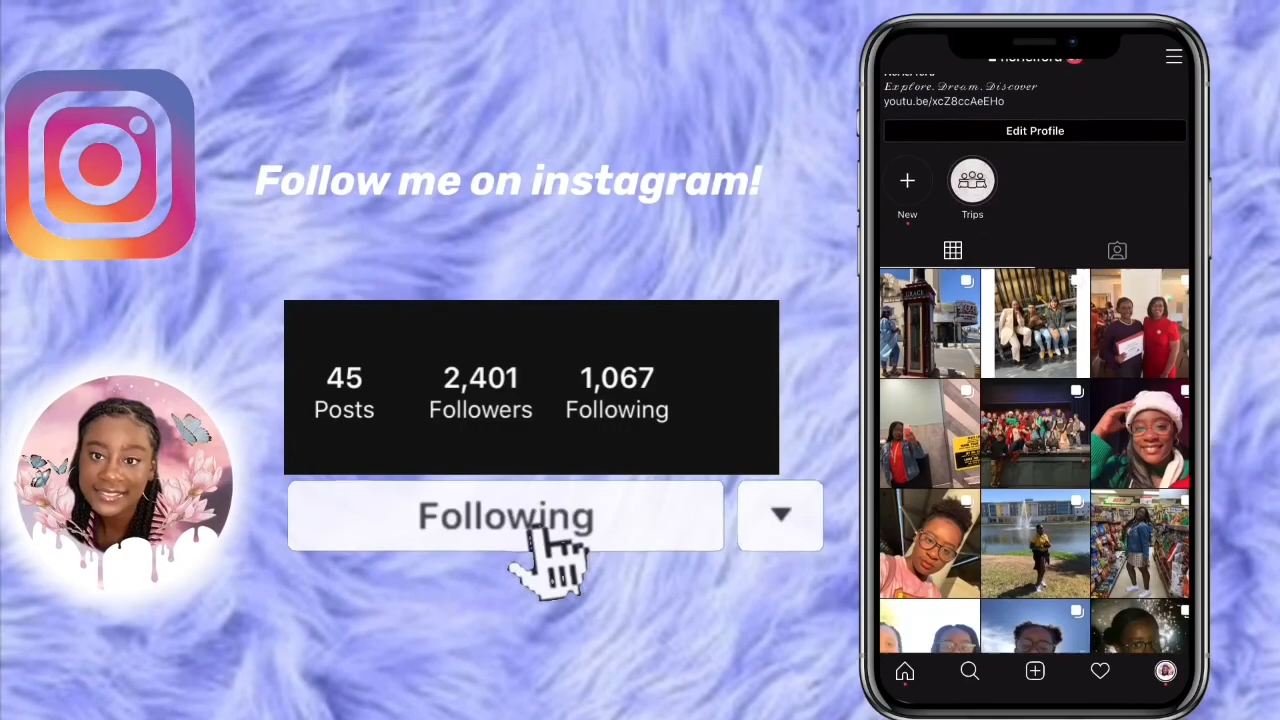 Follow me on instagram!
45
Posts
2,401
Followers
1,067
Following
Following
Explore. Dream. Discover
youtu.be/xcZ8ccAeEHo
Edit Profile
New
Trips
GRACE